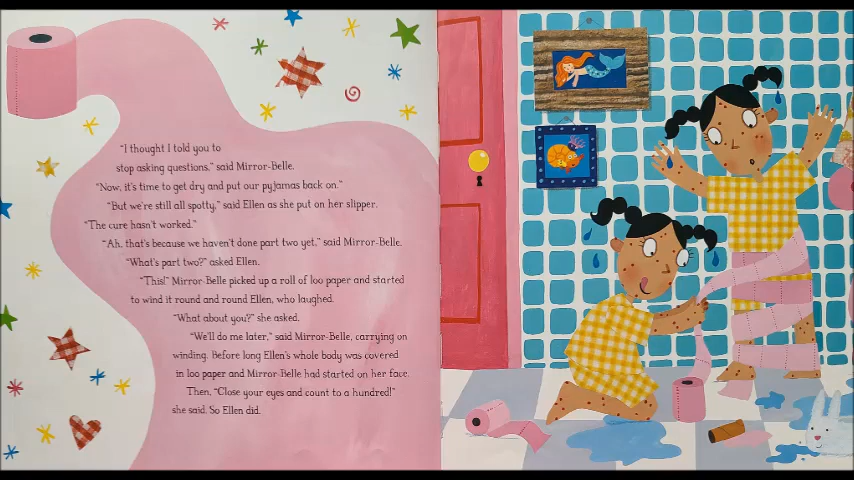 "I thought I told you to
stop asking questions," said Mirror-Belle.
"Now, it's time to get dry and put our pyjamas back on."
"But we're still all spotty," said Ellen as she put on her slipper.
"The cure hasn't worked."
"Ah, that's because we haven't done part two yet," said Mirror-Belle.
"What's part two?" asked Ellen.
"This!" Mirror-Belle picked up a roll of loo paper and started
to wind it round and round Ellen, who laughed.
"What about you?" she asked.
"We'll do me later," said Mirror-Belle, carrying on
winding. Before long Ellen's whole body was covered
in loo paper and Mirror-Belle had started on her face.
Then, "Close your eyes and count to a hundred!"
she said. So Ellen did.